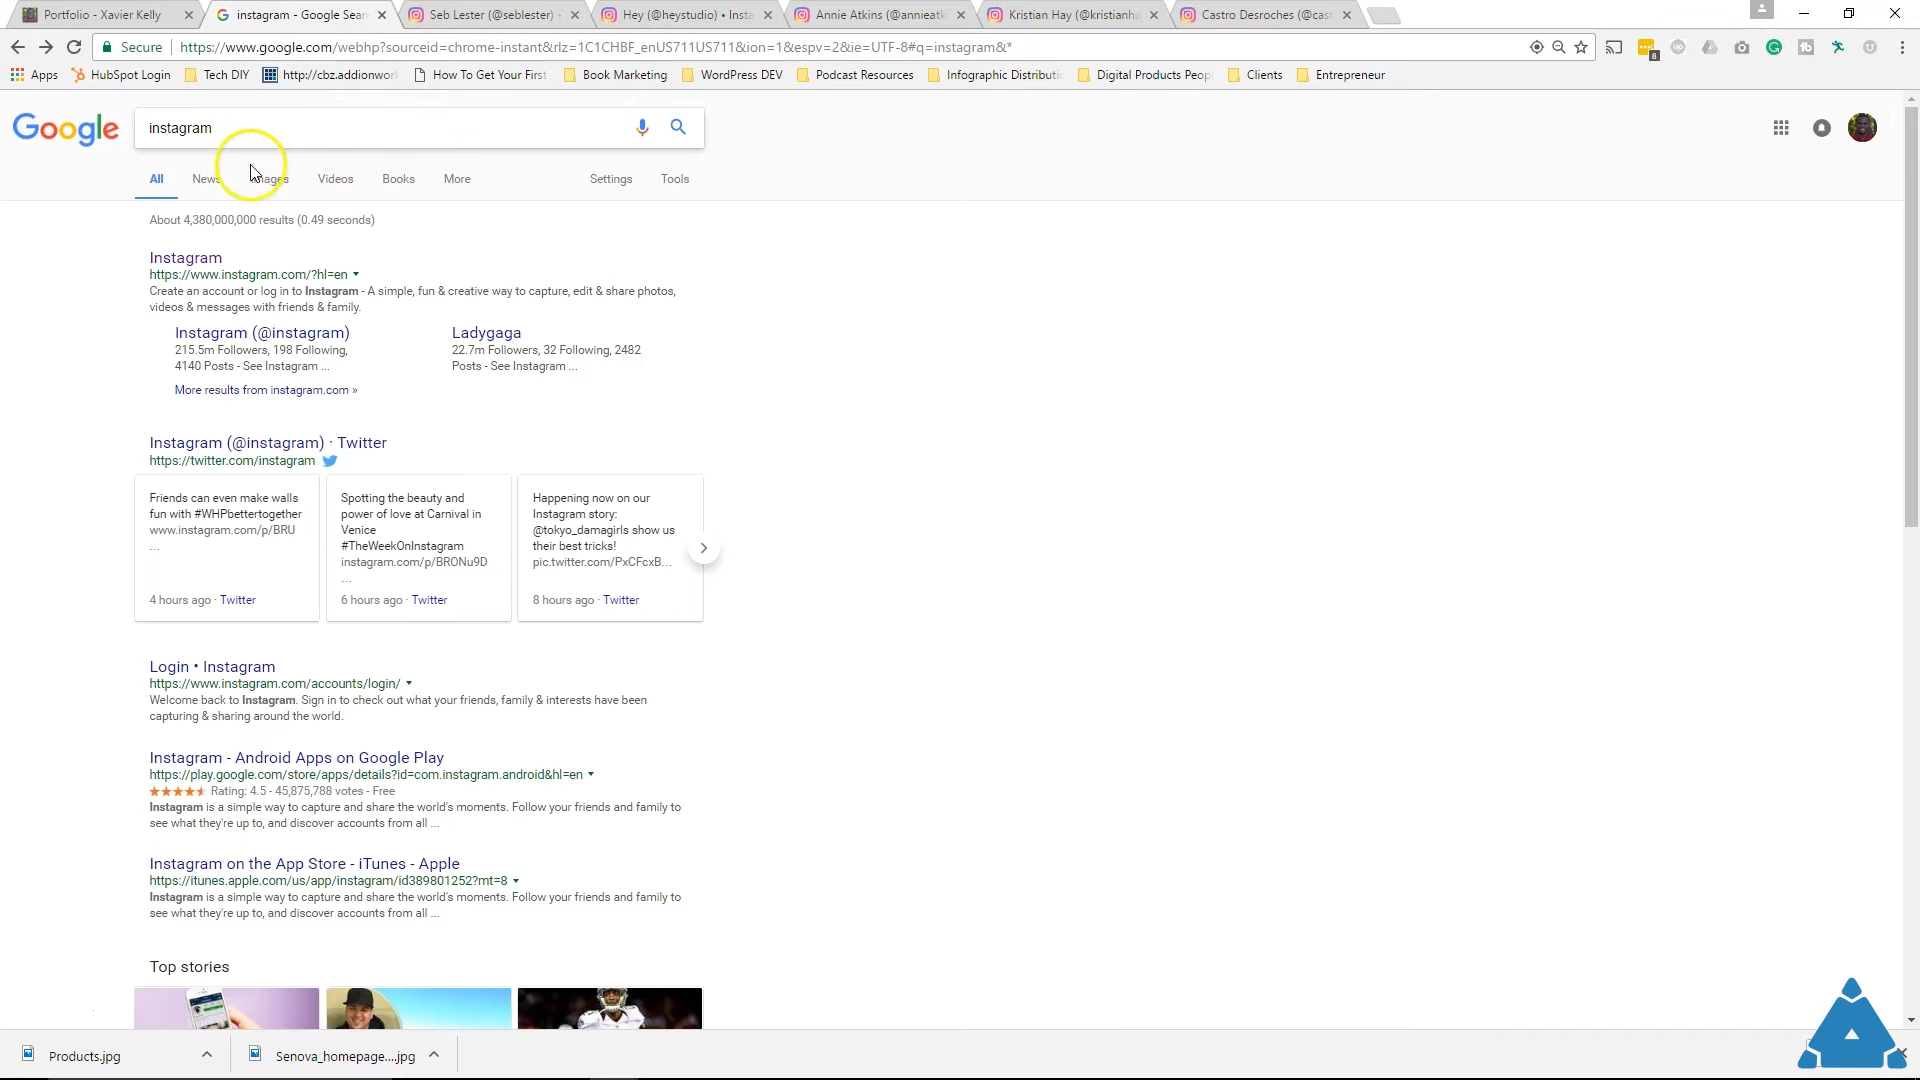 Portfolio - Xavier Kelly
instagram - Google Sear
Seb Lester (@seblester) •
Hey (@heystudio) • Insta
Annie Atkins (@annieatk
Kristian Hay (@kristianha
Castro Desroches (@cast
Secure
https://www.google.com/webhp?sourceid=chrome-instant&rlz=1C1CHBF_enUS711US711&ion=1&espv=2&ie=UTF-8#q=instagram&*
Apps
HubSpot Login
Tech DIY
http://cbz.addionwork
How To Get Your First
Book Marketing
WordPress DEV
Podcast Resources
Infographic Distributi
Digital Products Peop
Clients
Entrepreneur
Google
instagram
All
News
Images
Videos
Books
More
Settings
Tools
About 4,380,000,000 results (0.49 seconds)
Instagram
https://www.instagram.com/?hl=en
Create an account or log in to Instagram - A simple, fun & creative way to capture, edit & share photos,
videos & messages with friends & family.
Instagram (@instagram)
215.5m Followers, 198 Following,
4140 Posts - See Instagram ...
Ladygaga
22.7m Followers, 32 Following, 2482
Posts - See Instagram ...
More results from instagram.com »
Instagram (@instagram) · Twitter
https://twitter.com/instagram
Friends can even make walls
fun with #WHPbettertogether
www.instagram.com/p/BRU
...
4 hours ago · Twitter
Spotting the beauty and
power of love at Carnival in
Venice
#TheWeekOnInstagram
instagram.com/p/BRONu9D
...
6 hours ago · Twitter
Happening now on our
Instagram story:
@tokyo_damagirls show us
their best tricks!
pic.twitter.com/PxCFcxB...
8 hours ago · Twitter
Login • Instagram
https://www.instagram.com/accounts/login/
Welcome back to Instagram. Sign in to check out what your friends, family & interests have been
capturing & sharing around the world.
Instagram - Android Apps on Google Play
https://play.google.com/store/apps/details?id=com.instagram.android&hl=en
Rating: 4.5 - 45,875,788 votes - Free
Instagram is a simple way to capture and share the world's moments. Follow your friends and family to
see what they're up to, and discover accounts from all ...
Instagram on the App Store - iTunes - Apple
https://itunes.apple.com/us/app/instagram/id389801252?mt=8
Instagram is a simple way to capture and share the world's moments. Follow your friends and family to
see what they're up to, and discover accounts from all ...
Top stories
Products.jpg
Senova_homepage....jpg